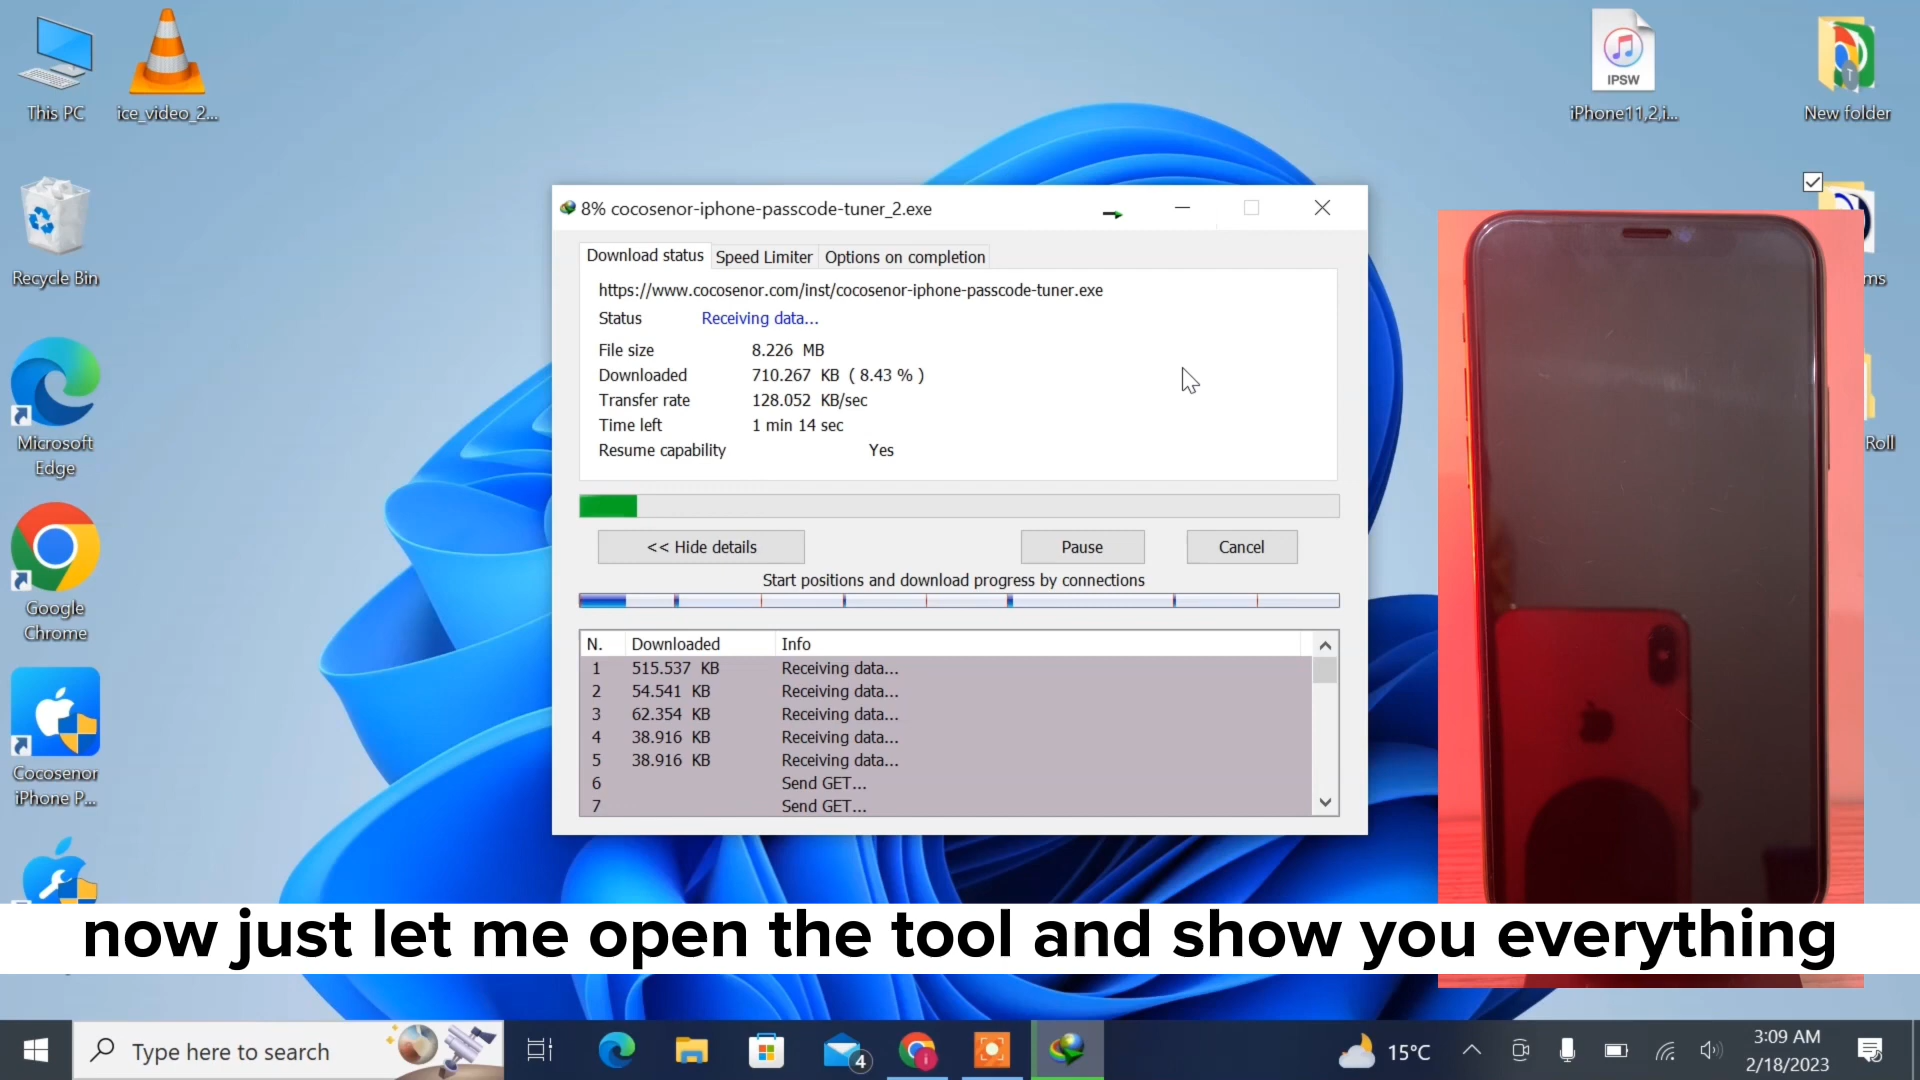 This PC
ice_video_2...
IPSW
iPhone11,2,i...
New folder
Recycle Bin
ms
Microsoft
Edge
Roll
Google
Chrome
Cocosenor
iPhone P...
8% cocosenor-iphone-passcode-tuner_2.exe
Download status
Speed Limiter
Options on completion
https://www.cocosenor.com/inst/cocosenor-iphone-passcode-tuner.exe
Status Receiving data...
File size 8.226 MB
Downloaded 710.267 KB ( 8.43 % )
Transfer rate 128.052 KB/sec
Time left 1 min 14 sec
Resume capability Yes
<< Hide details
Pause
Cancel
Start positions and download progress by connections
N. Downloaded Info
1 515.537 KB Receiving data...
2 54.541 KB Receiving data...
3 62.354 KB Receiving data...
4 38.916 KB Receiving data...
5 38.916 KB Receiving data...
6 Send GET...
7 Send GET...
now just let me open the tool and show you everything
Type here to search
4
15°C
3:09 AM
2/18/2023